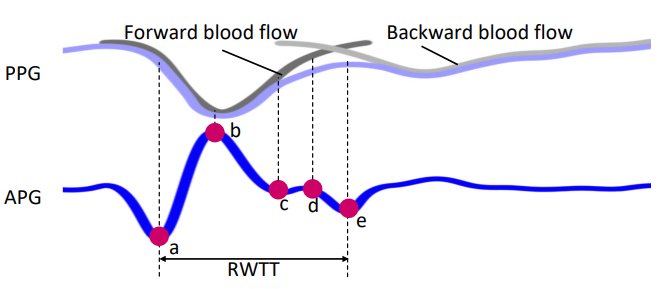 Forward blood flow
Backward blood flow
PPG
b
APG
c
d
e
a
RWTT